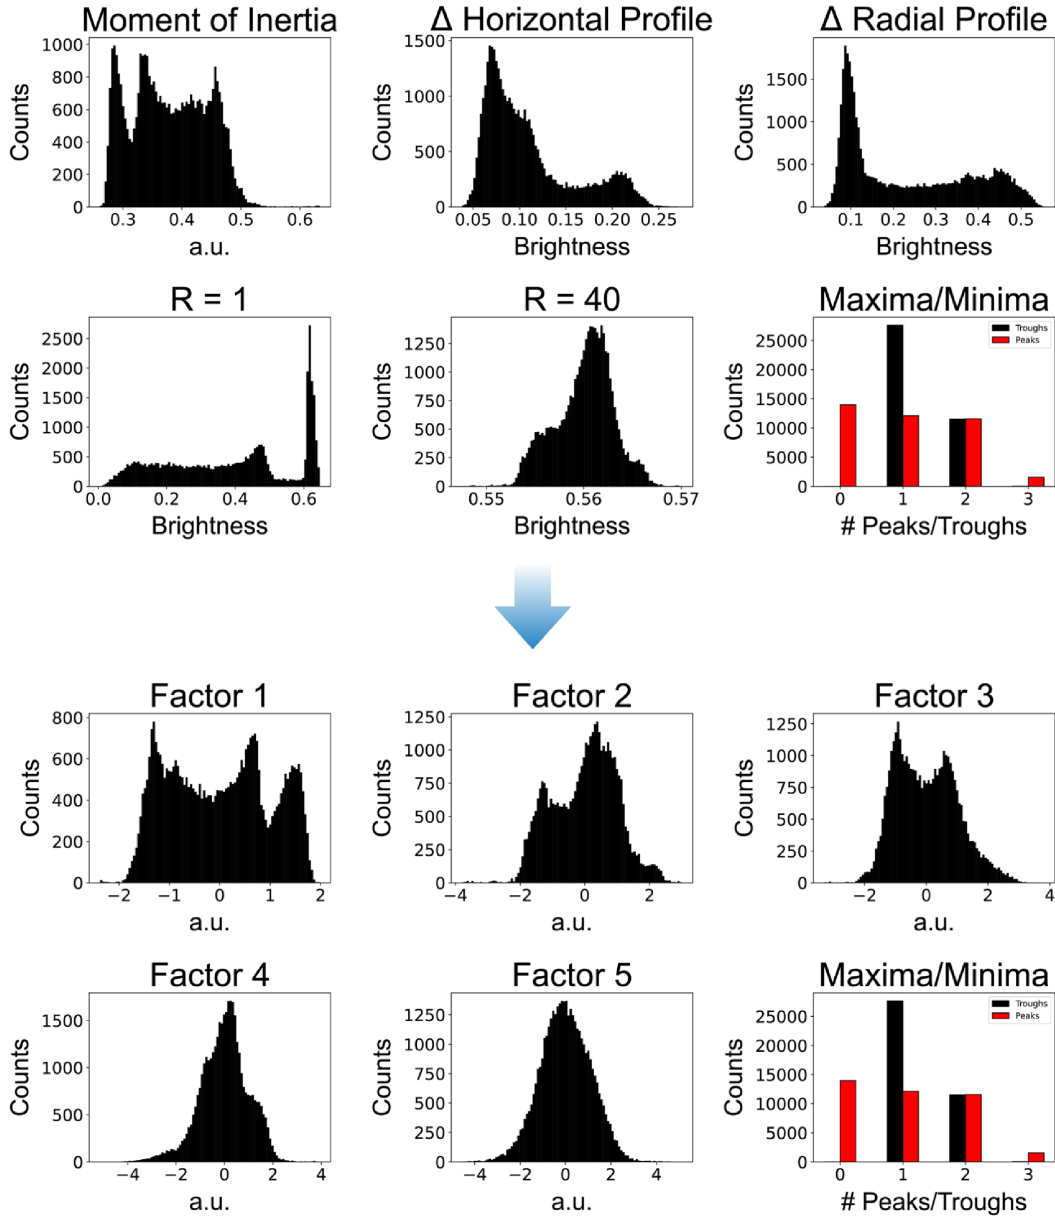 Moment of Inertia
Δ Horizontal Profile
Δ Radial Profile
Counts
1000
800
600
400
200
0
0.3 0.4 0.5 0.6
a.u.
Counts
1500
1000
500
0
0.05 0.10 0.15 0.20 0.25
Brightness
Counts
1500
1000
500
0
0.1 0.2 0.3 0.4 0.5
Brightness
R = 1
R = 40
Maxima/Minima
Counts
2500
2000
1500
1000
500
0
0.0 0.2 0.4 0.6
Brightness
Counts
1250
1000
750
500
250
0
0.55 0.56 0.57
Brightness
Counts
25000
20000
15000
10000
5000
0
Troughs
Peaks
0 1 2 3
# Peaks/Troughs
Factor 1
Factor 2
Factor 3
Counts
800
600
400
200
0
−2 −1 0 1 2
a.u.
Counts
1250
1000
750
500
250
0
−4 −2 0 2
a.u.
Counts
1250
1000
750
500
250
0
−2 0 2 4
a.u.
Factor 4
Factor 5
Maxima/Minima
Counts
1500
1000
500
0
−4 −2 0 2 4
a.u.
Counts
1250
1000
750
500
250
0
−4 −2 0 2 4
a.u.
Counts
25000
20000
15000
10000
5000
0
Troughs
Peaks
0 1 2 3
# Peaks/Troughs